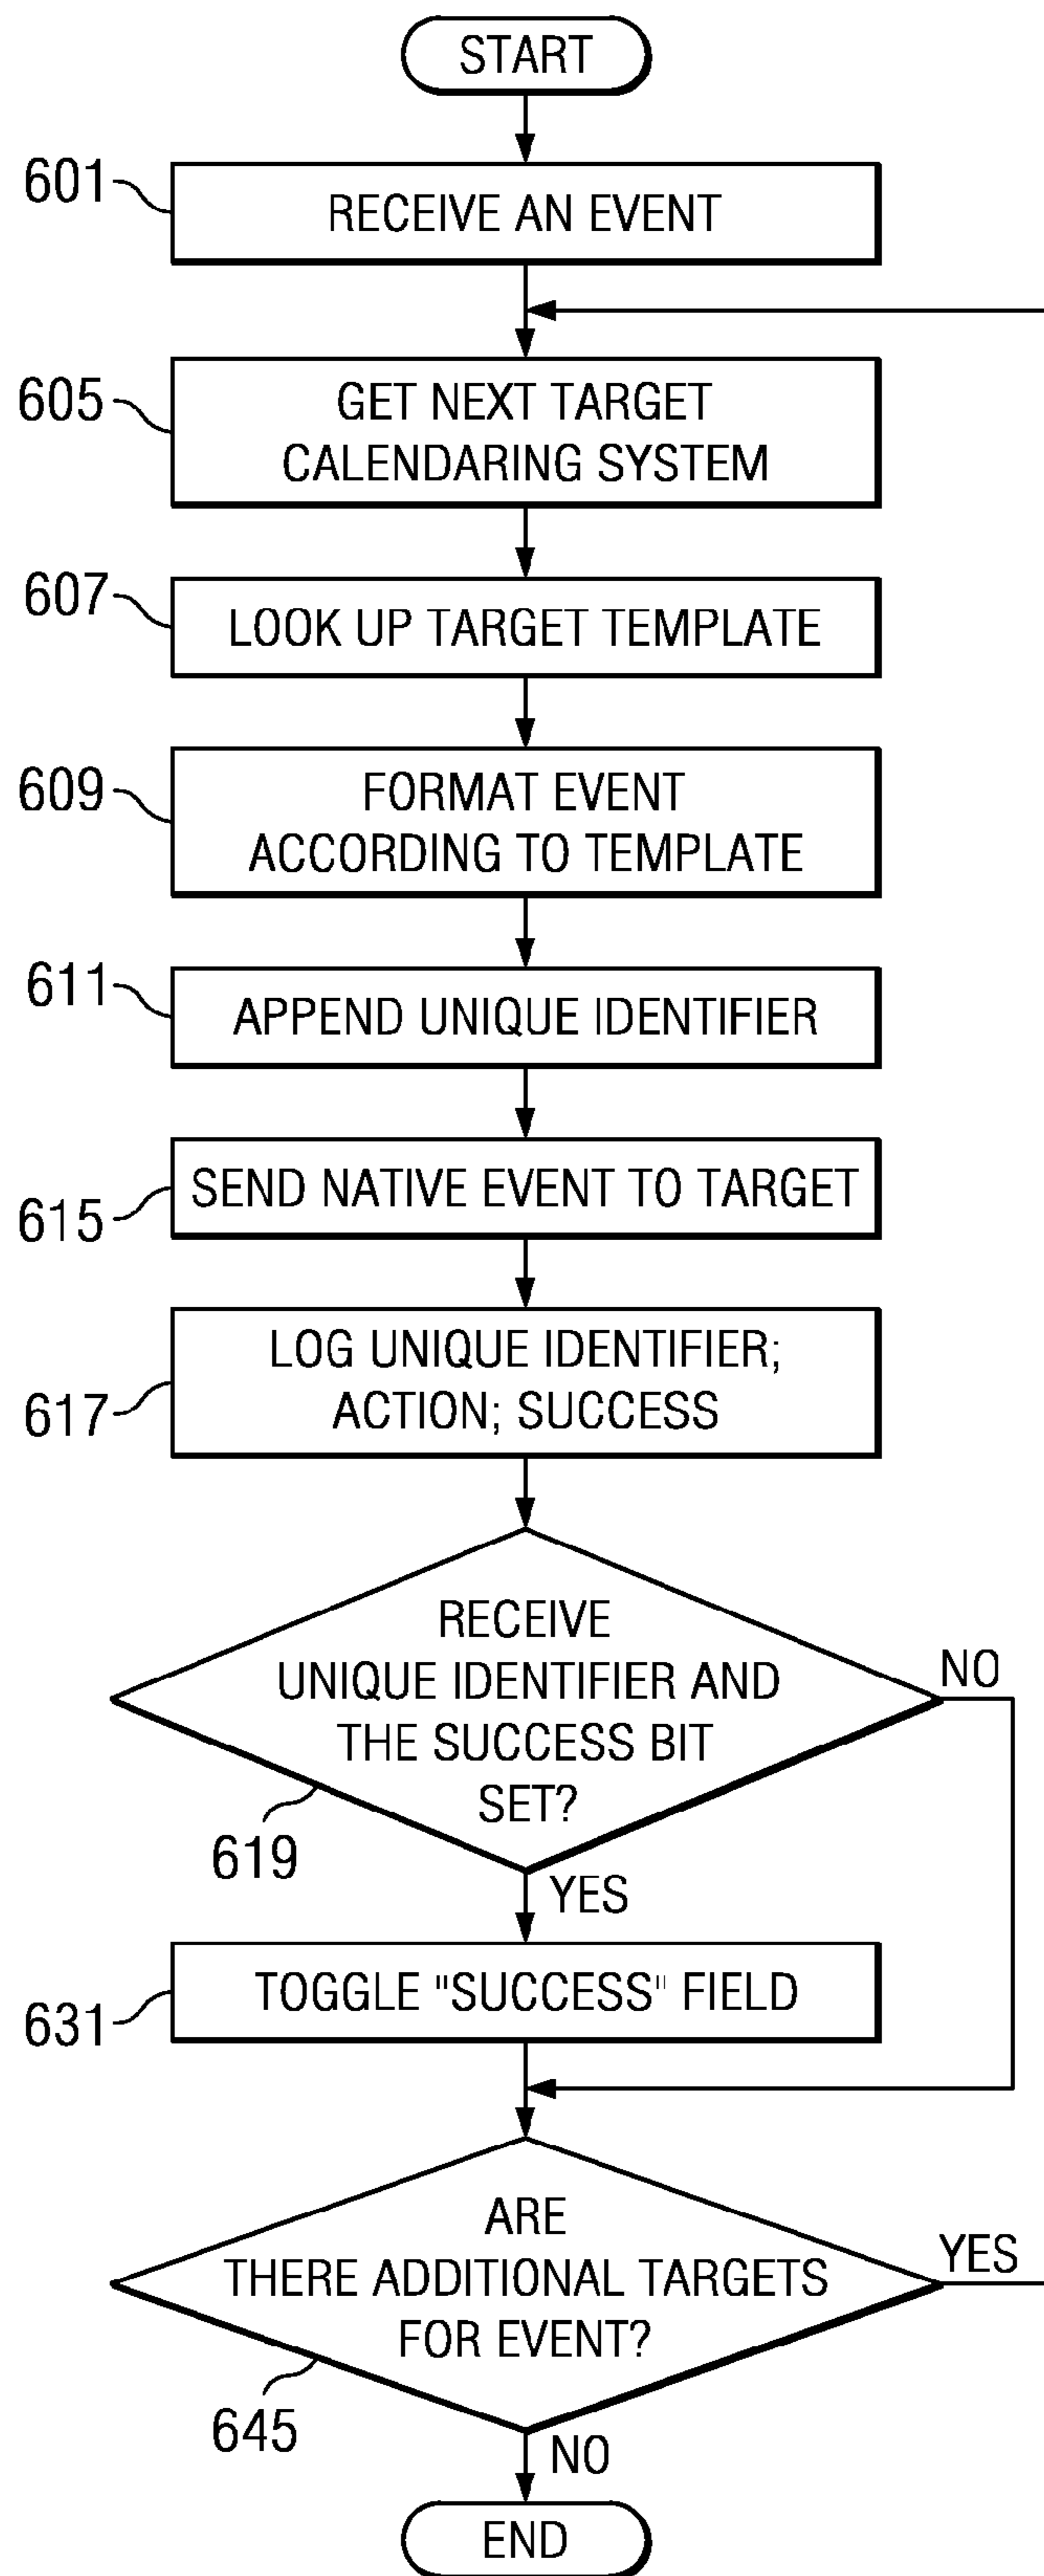 START
601
RECEIVE AN EVENT
605
GET NEXT TARGET
CALENDARING SYSTEM
607
LOOK UP TARGET TEMPLATE
609
FORMAT EVENT
ACCORDING TO TEMPLATE
611
APPEND UNIQUE IDENTIFIER
615
SEND NATIVE EVENT TO TARGET
617
LOG UNIQUE IDENTIFIER;
ACTION; SUCCESS
RECEIVE
UNIQUE IDENTIFIER AND
THE SUCCESS BIT
SET?
NO
619
YES
631
TOGGLE "SUCCESS" FIELD
ARE
THERE ADDITIONAL TARGETS
FOR EVENT?
YES
645
NO
END